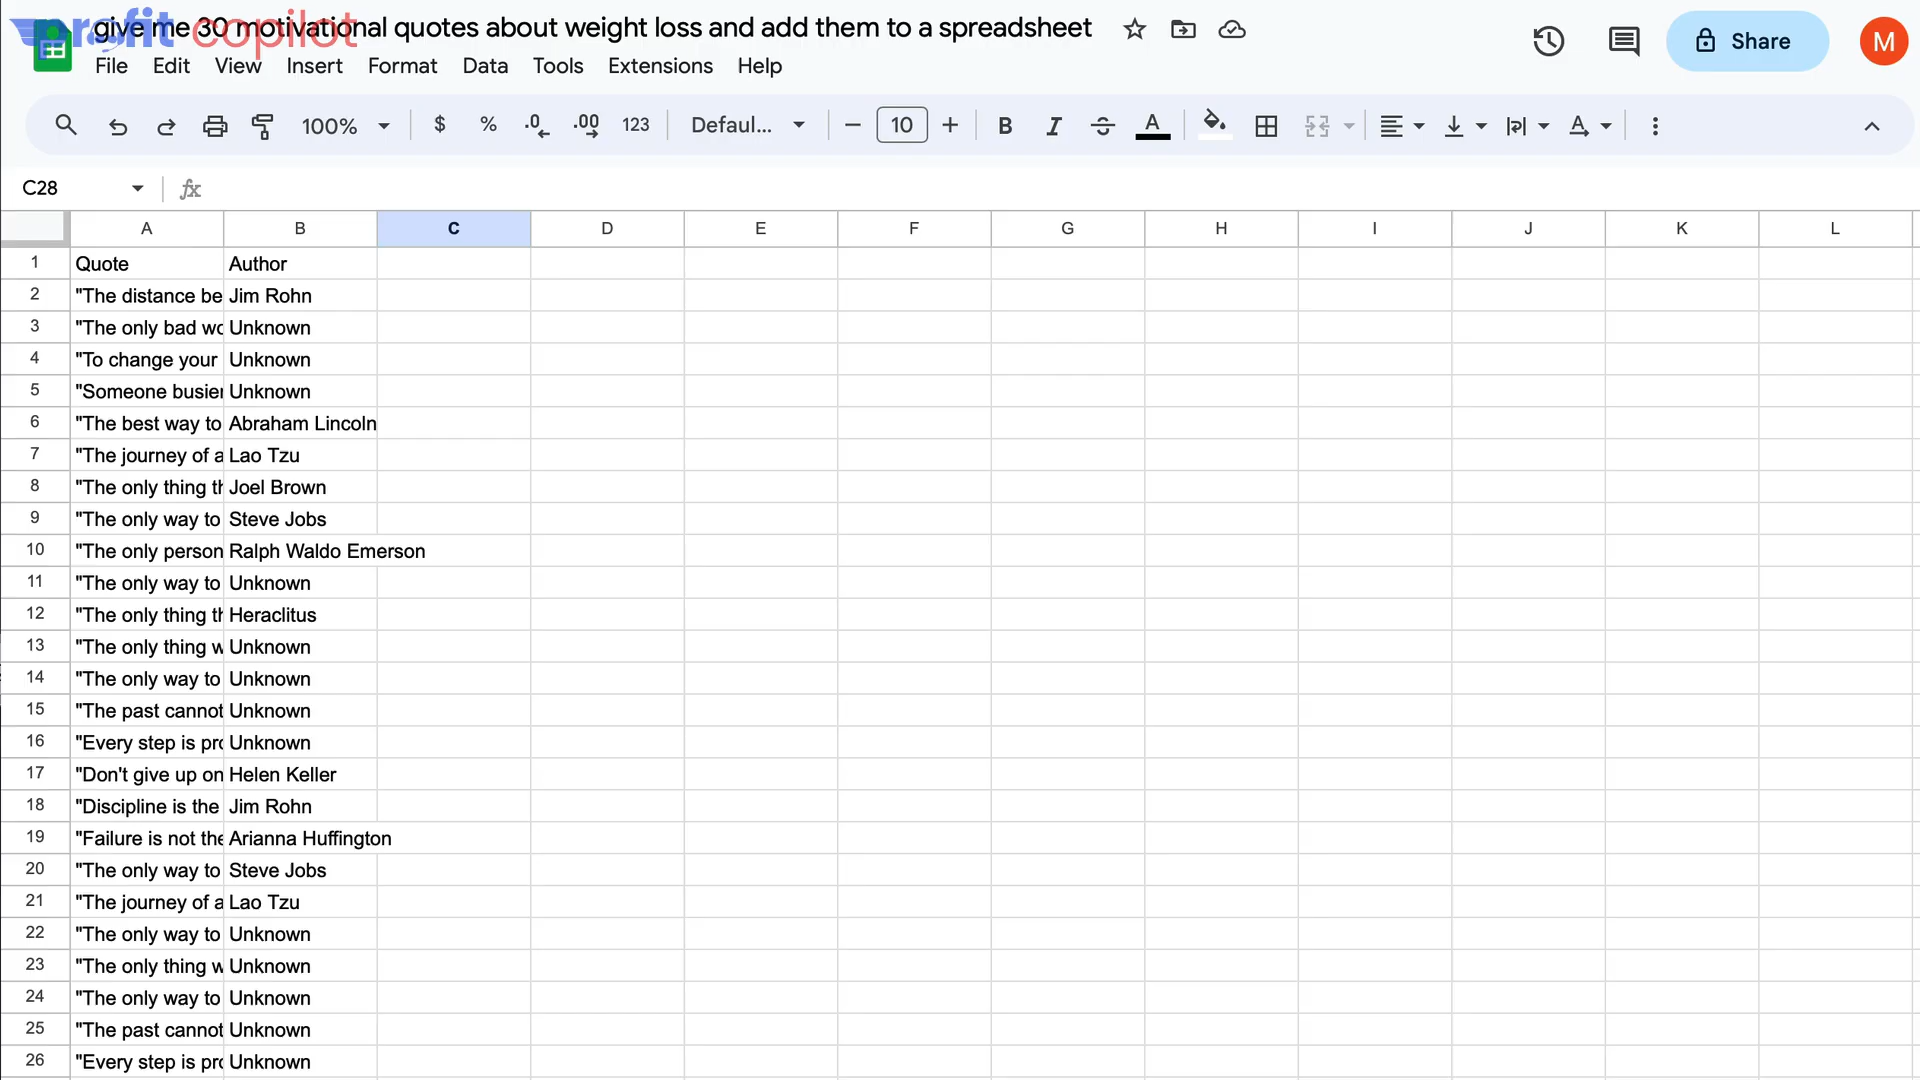 profit copilot
give me 30 motivational quotes about weight loss and add them to a spreadsheet
Share
M
File Edit View Insert Format Data Tools Extensions Help
100% $ % .0 .00 123 Defaul... 10 B I S A
C28 fx
A B C D E F G H I J K L
1 Quote Author
2 "The distance be Jim Rohn
3 "The only bad wo Unknown
4 "To change your Unknown
5 "Someone busier Unknown
6 "The best way to Abraham Lincoln
7 "The journey of a Lao Tzu
8 "The only thing th Joel Brown
9 "The only way to Steve Jobs
10 "The only person Ralph Waldo Emerson
11 "The only way to Unknown
12 "The only thing th Heraclitus
13 "The only thing w Unknown
14 "The only way to Unknown
15 "The past cannot Unknown
16 "Every step is pro Unknown
17 "Don't give up on Helen Keller
18 "Discipline is the Jim Rohn
19 "Failure is not the Arianna Huffington
20 "The only way to Steve Jobs
21 "The journey of a Lao Tzu
22 "The only way to Unknown
23 "The only thing w Unknown
24 "The only way to Unknown
25 "The past cannot Unknown
26 "Every step is pro Unknown